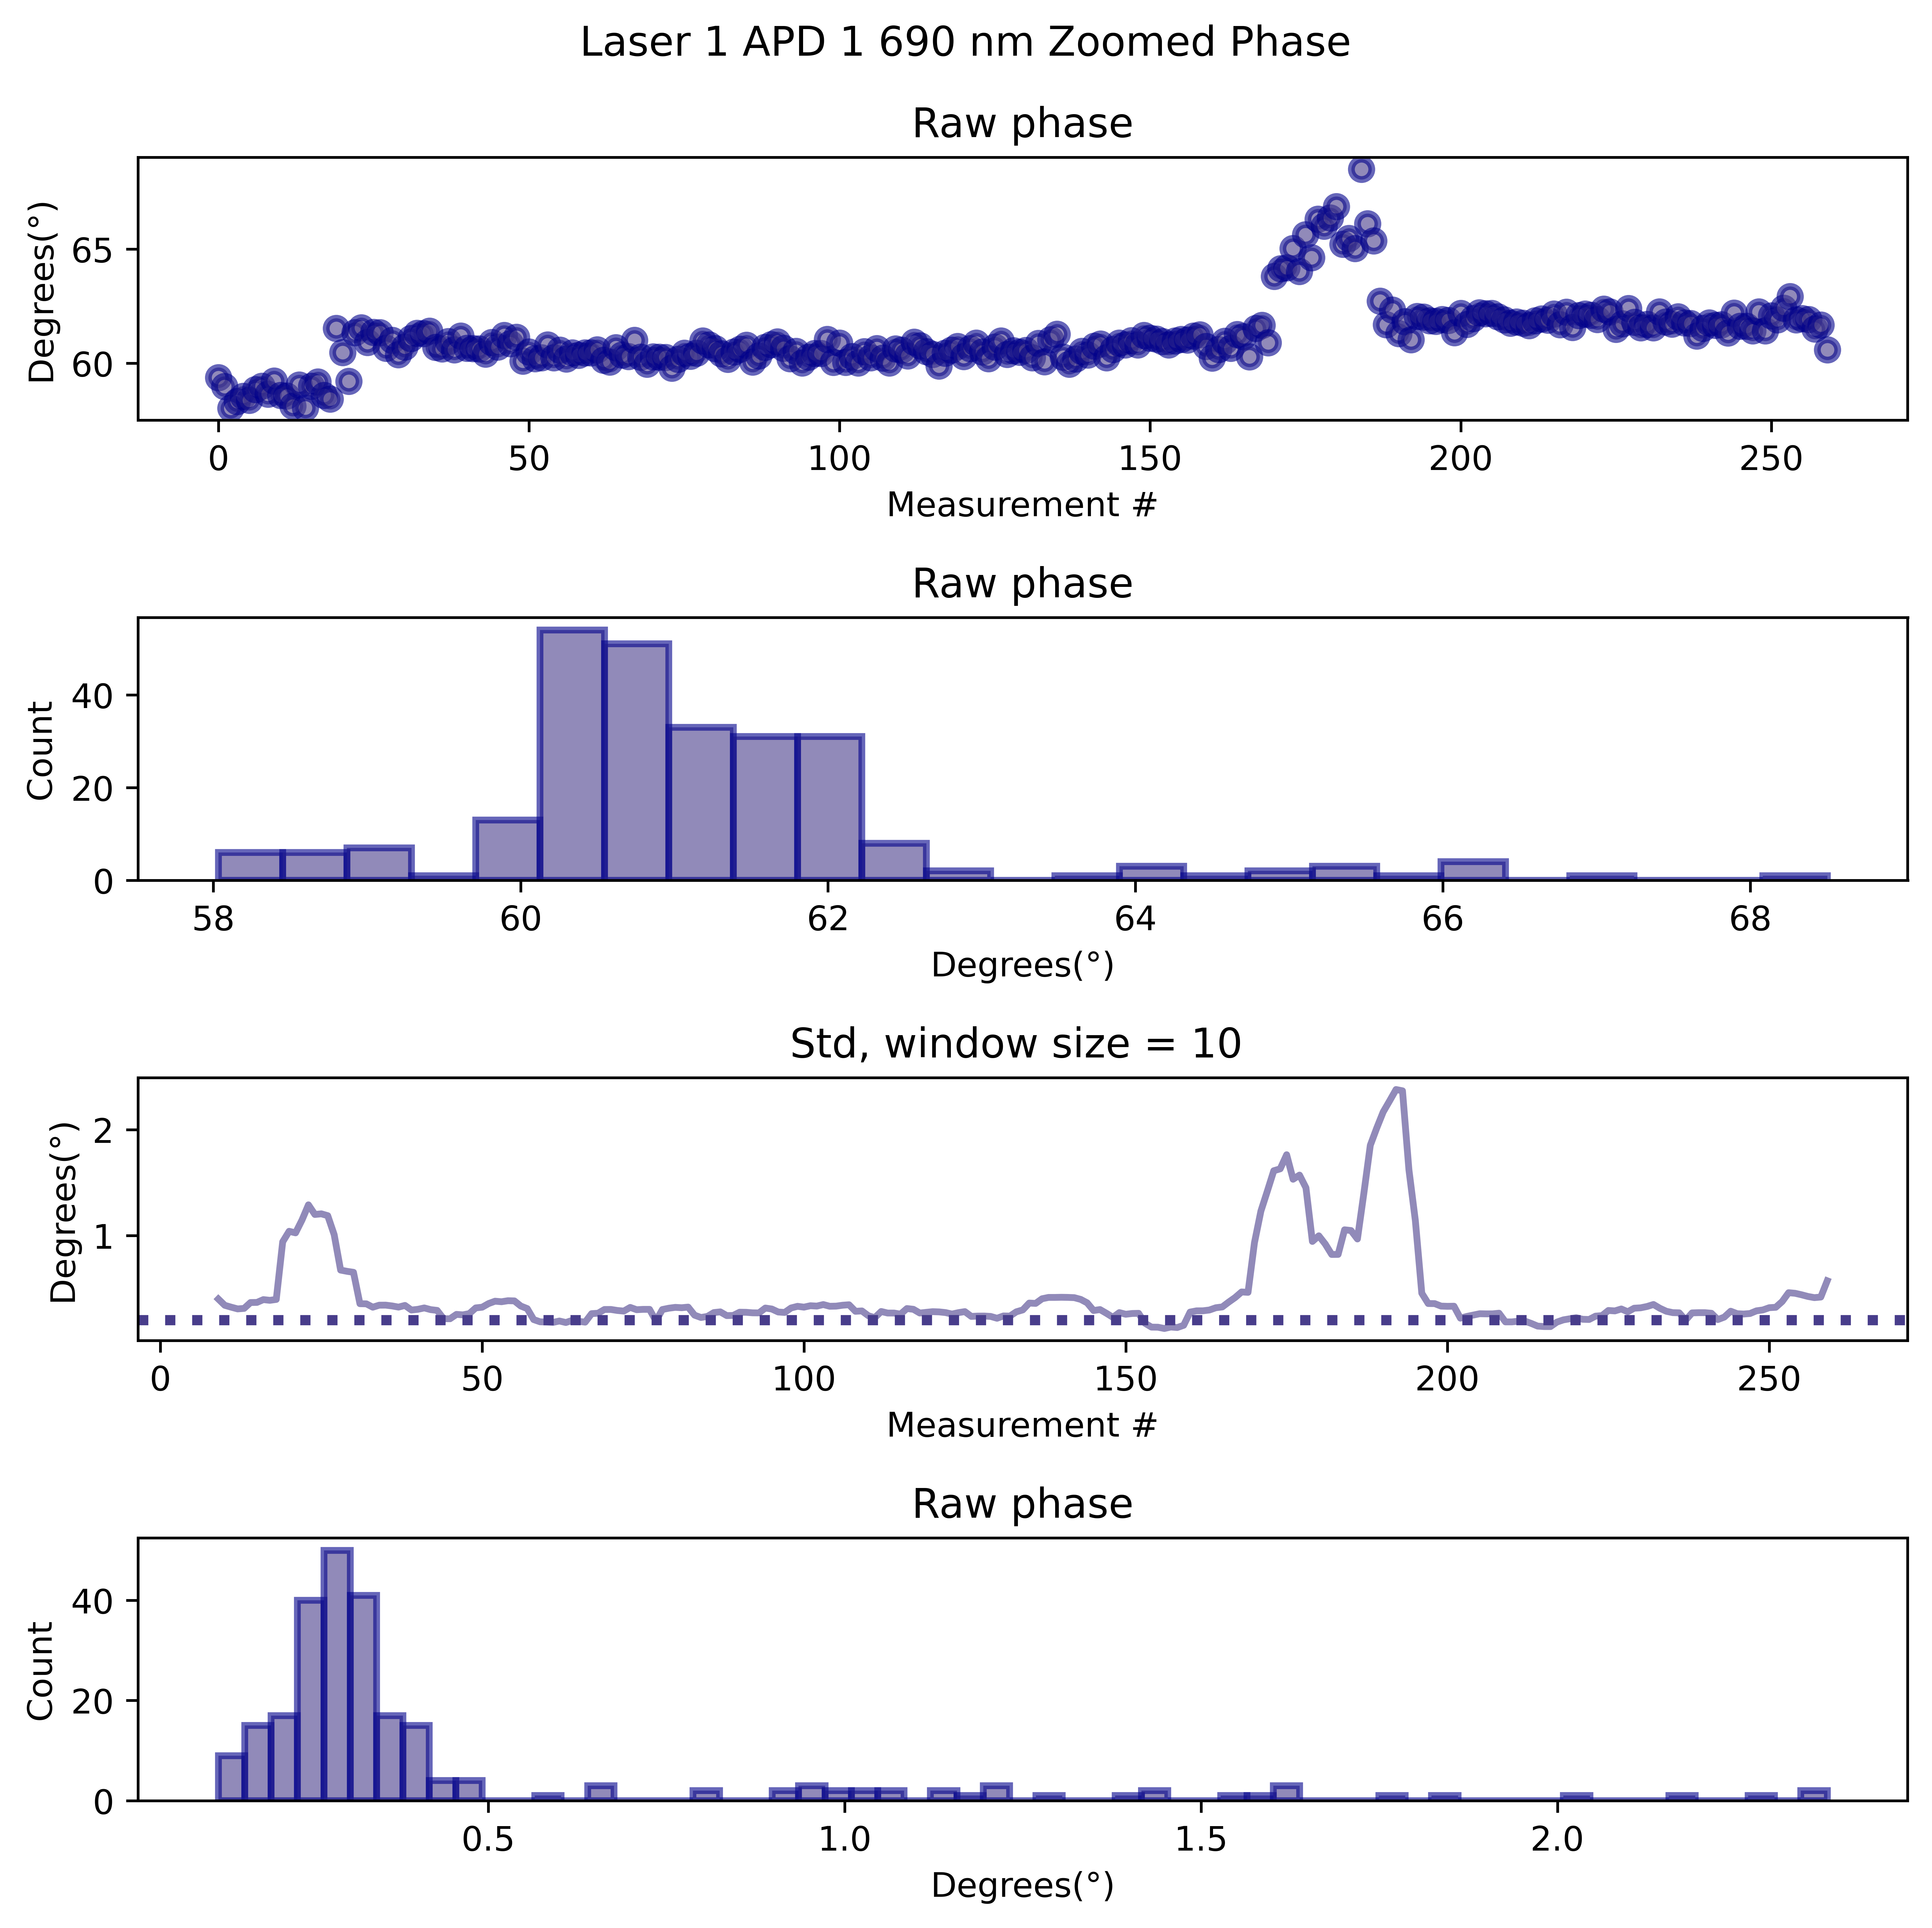 Laser 1 APD 1 690 nm Zoomed Phase
Raw phase
Degrees(°)
65
60
0 50 100 150 200 250
Measurement #
Raw phase
Count
40
20
0
58 60 62 64 66 68
Degrees(°)
Std, window size = 10
Degrees(°)
2
1
0 50 100 150 200 250
Measurement #
Raw phase
Count
40
20
0
0.5 1.0 1.5 2.0
Degrees(°)